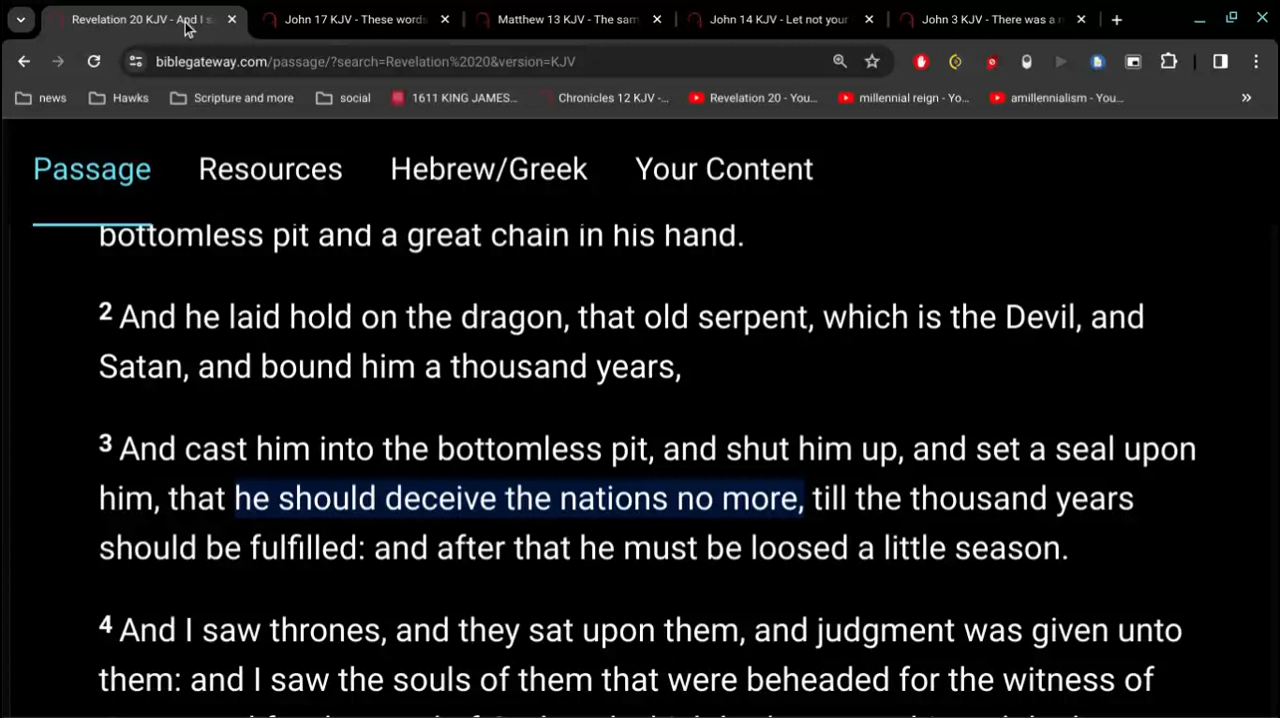 Revelation 20 KJV - And I s
John 17 KJV - These words
Matthew 13 KJV - The sam
John 14 KJV - Let not your
John 3 KJV - There was a r
biblegateway.com/passage/?search=Revelation%2020&version=KJV
news
Hawks
Scripture and more
social
1611 KING JAMES...
Chronicles 12 KJV -...
Revelation 20 - You...
millennial reign - Yo...
amillennialism - You...
Passage
Resources
Hebrew/Greek
Your Content
bottomless pit and a great chain in his hand.
2 And he laid hold on the dragon, that old serpent, which is the Devil, and
Satan, and bound him a thousand years,
3 And cast him into the bottomless pit, and shut him up, and set a seal upon
him, that he should deceive the nations no more, till the thousand years
should be fulfilled: and after that he must be loosed a little season.
4 And I saw thrones, and they sat upon them, and judgment was given unto
them: and I saw the souls of them that were beheaded for the witness of